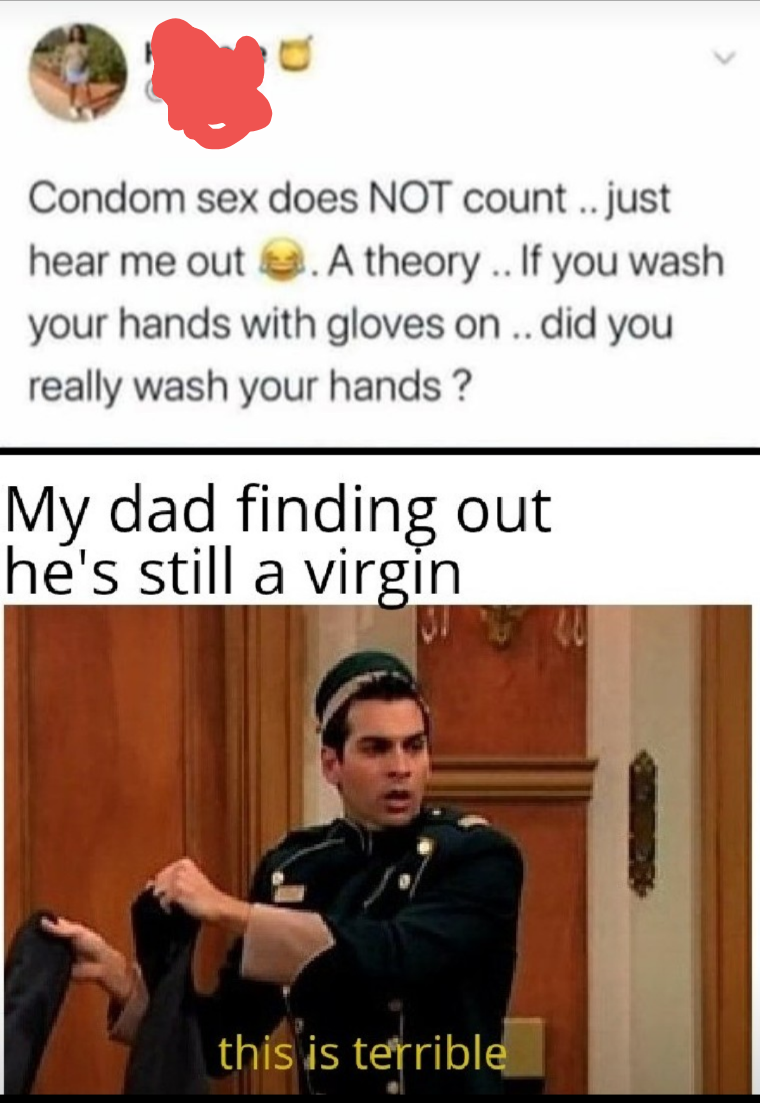 Condom sex does NOT count .. just
hear me out 😂. A theory .. If you wash
your hands with gloves on .. did you
really wash your hands ?
My dad finding out
he's still a virgin
this is terrible